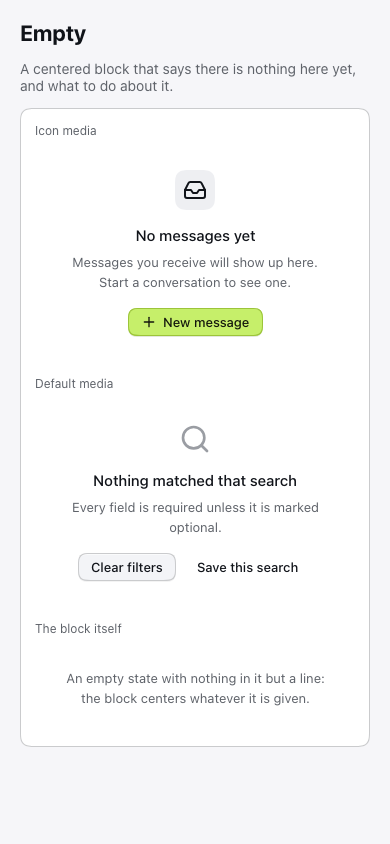 Empty
A centered block that says there is nothing here yet,
and what to do about it.
Icon media
No messages yet
Messages you receive will show up here.
Start a conversation to see one.
New message
Default media
Nothing matched that search
Every field is required unless it is marked
optional.
Clear filters
Save this search
The block itself
An empty state with nothing in it but a line:
the block centers whatever it is given.